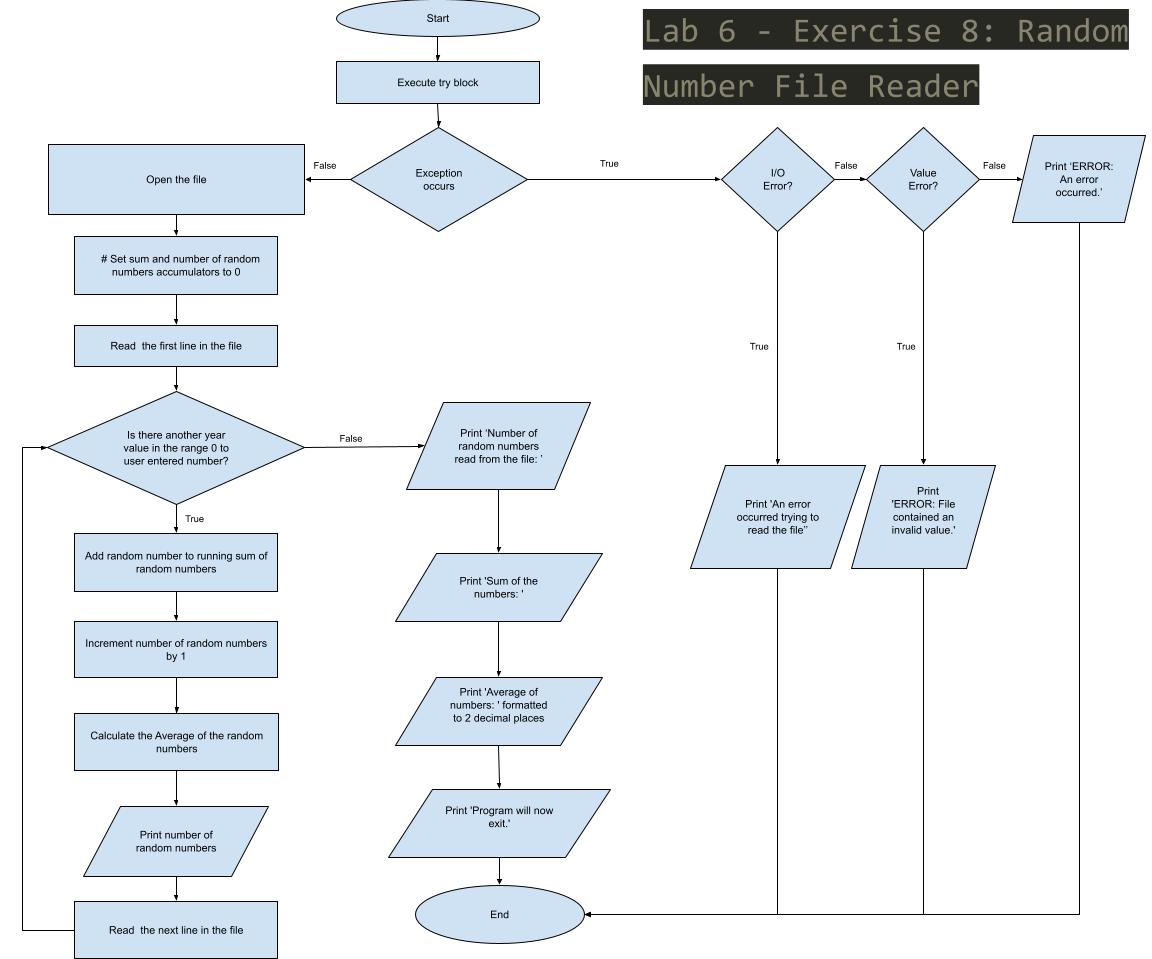 Start
Lab 6 - Exercise 8: Random
Number File Reader
Execute try block
Exception
occurs
False
True
Open the file
I/O
Error?
False
Value
Error?
False
Print ‘ERROR:
An error
occurred.’
# Set sum and number of random
numbers accumulators to 0
Read the first line in the file
True
True
Is there another year
value in the range 0 to
user entered number?
False
True
Print ‘Number of
random numbers
read from the file: ’
Print 'An error
occurred trying to
read the file’'
Print
'ERROR: File
contained an
invalid value.'
Add random number to running sum of
random numbers
Print 'Sum of the
numbers: '
Increment number of random numbers
by 1
Print 'Average of
numbers: ' formatted
to 2 decimal places
Calculate the Average of the random
numbers
Print 'Program will now
exit.'
Print number of
random numbers
End
Read the next line in the file